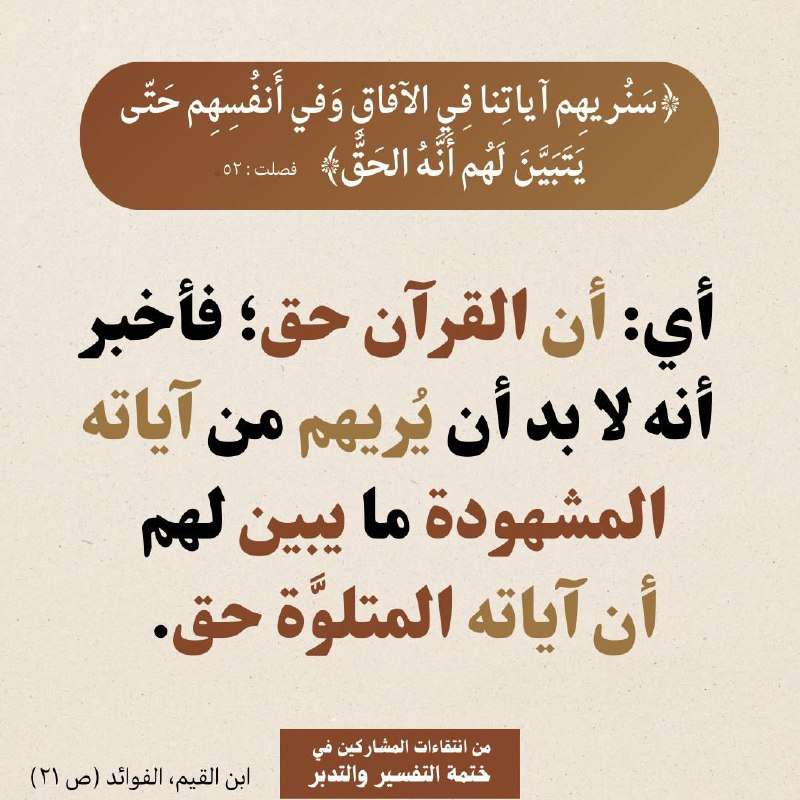 ﴿سَنُريهِم آياتِنا فِي الآفاقِ وَفي أَنفُسِهِم حَتّى
يَتَبَيَّنَ لَهُم أَنَّهُ الحَقُّ﴾ فصلت : ٥٢
أي: أن القرآن حق؛ فأخبر
أنه لا بد أن يُريهم من آياته
المشهودة ما يبين لهم
أن آياته المتلوَّة حق.
من انتقاءات المشاركين في
ختمة التفسير والتدبر
ابن القيم، الفوائد (ص ٢١)